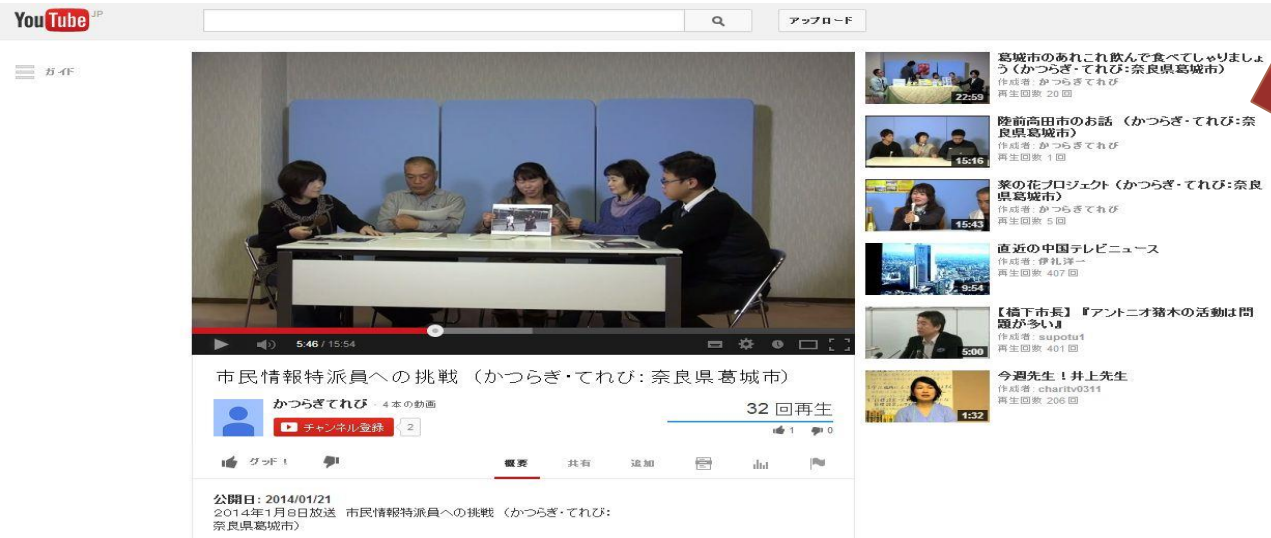 YouTube JP
アップロード
ガイド
5:46 / 15:54
市民情報特派員への挑戦 (かつらぎ・てれび:奈良県葛城市)
かつらぎてれび · 4本の動画
チャンネル登録 2
32 回再生
1 0
グッド!
概要 共有 追加
公開日: 2014/01/21
2014年1月8日放送 市民情報特派員への挑戦 (かつらぎ・てれび:
奈良県葛城市)
葛城市のあれこれ飲んで食べてしゃりましょ
う(かつらぎ・てれび:奈良県葛城市)
作成者: かつらぎてれび
22:59 再生回数 20 回
陸前高田市のお話 (かつらぎ・てれび:奈
良県葛城市)
作成者: かつらぎてれび
15:16 再生回数 1 回
菜の花プロジェクト (かつらぎ・てれび:奈良
県葛城市)
作成者: かつらぎてれび
15:43 再生回数 5 回
直近の中国テレビニュース
作成者: 伊礼洋一
再生回数 407 回
9:54
【橋下市長】『アントニオ猪木の活動は問
題が多い』
作成者: supotu1
5:00 再生回数 401 回
今週先生!井上先生
作成者: charitv0311
再生回数 206 回
1:32